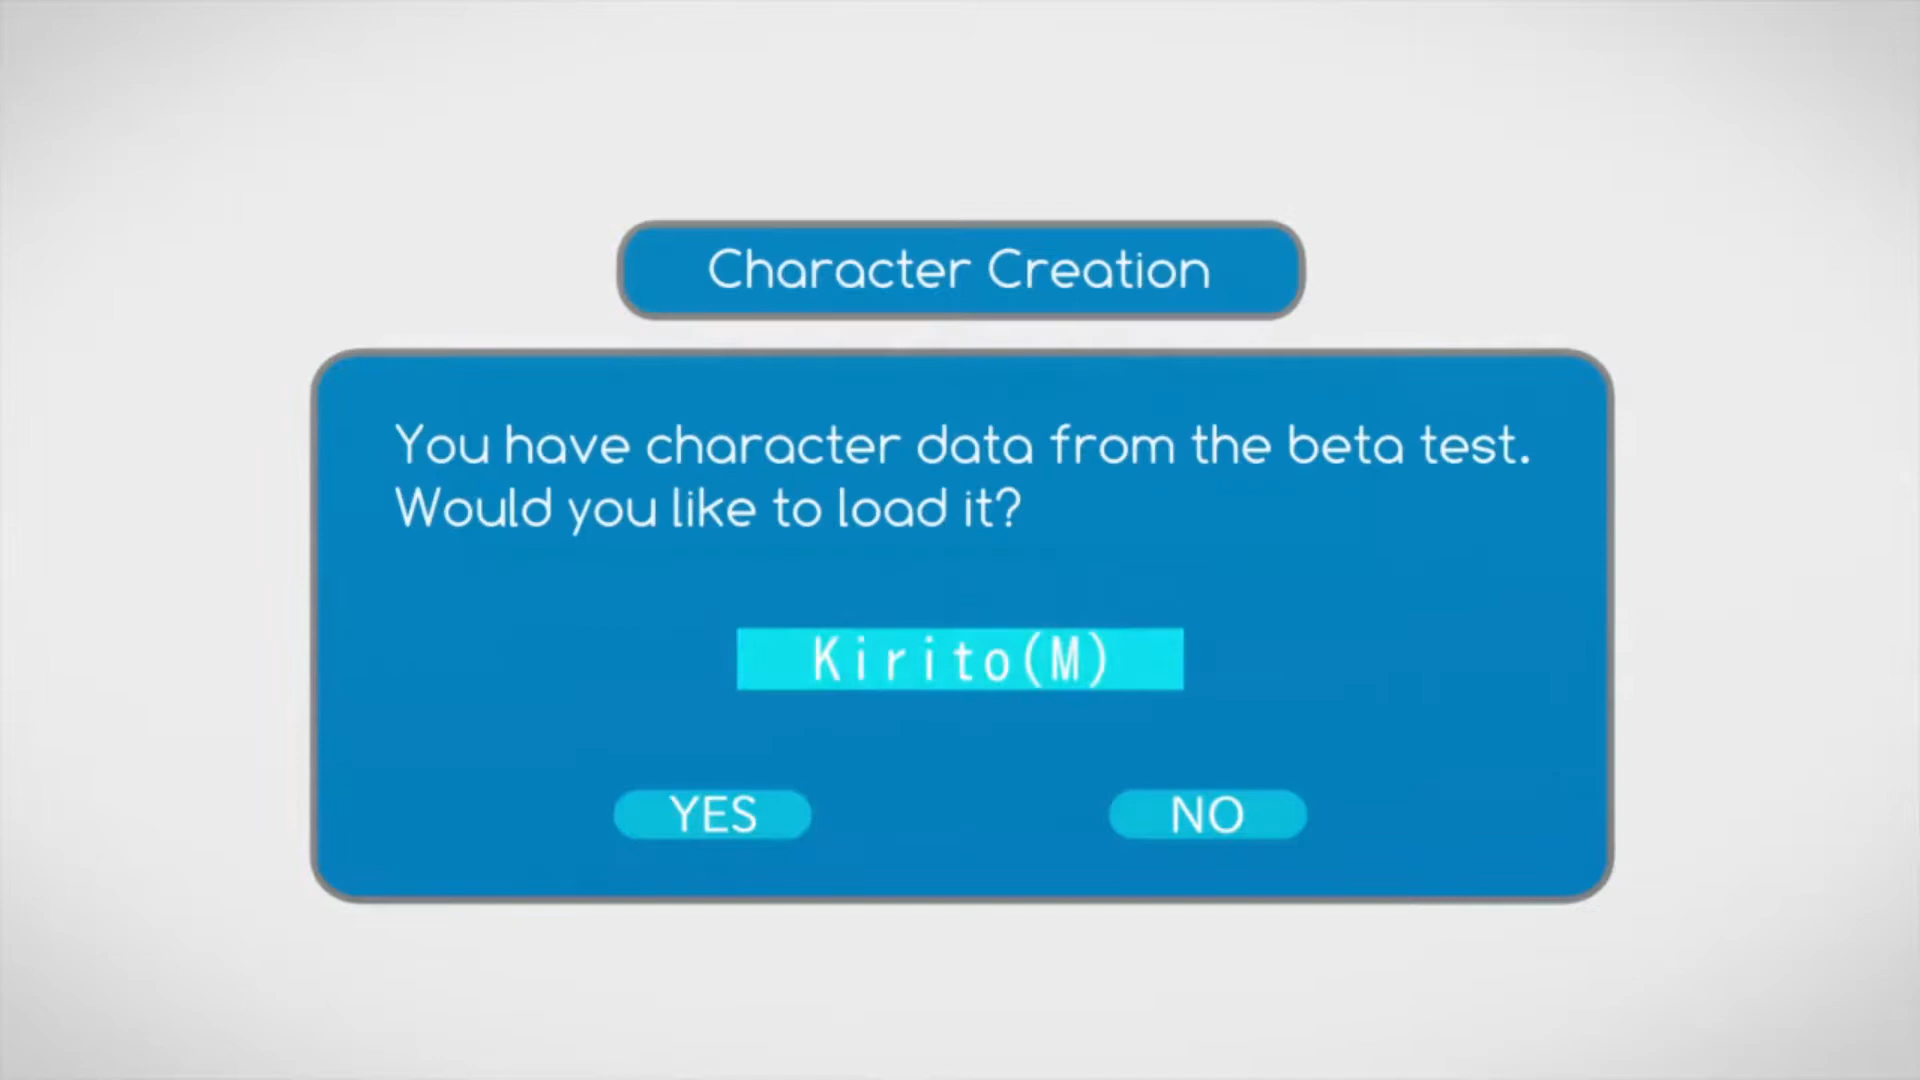 Character Creation
You have character data from the beta test.
Would you like to load it?
Kirito(M)
YES
NO